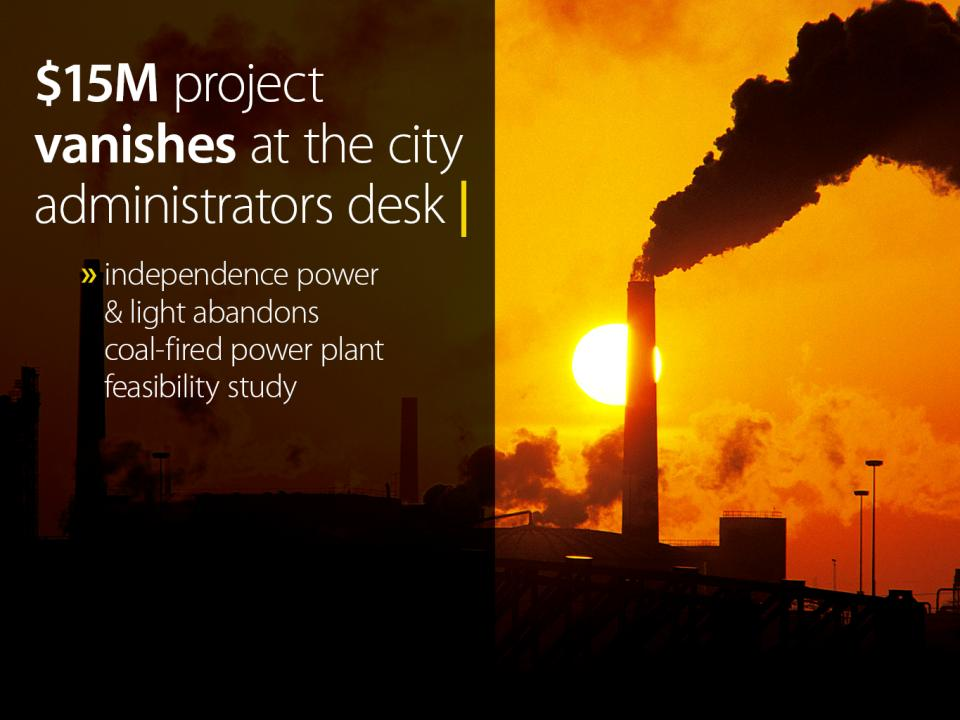 $15M project
vanishes at the city
administrators desk |
» independence power
& light abandons
coal-fired power plant
feasibility study